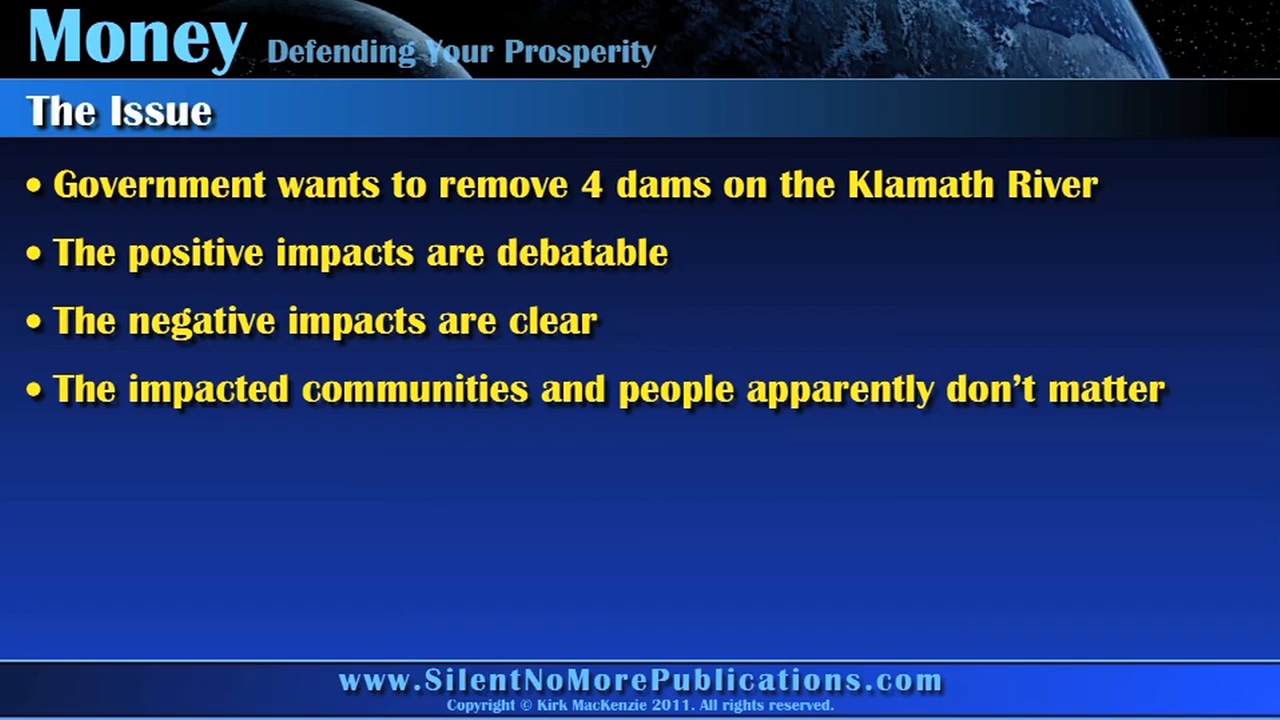 Money Defending Your Prosperity
The Issue
• Government wants to remove 4 dams on the Klamath River
• The positive impacts are debatable
• The negative impacts are clear
• The impacted communities and people apparently don’t matter
www.SilentNoMorePublications.com
Copyright © Kirk MacKenzie 2011. All rights reserved.